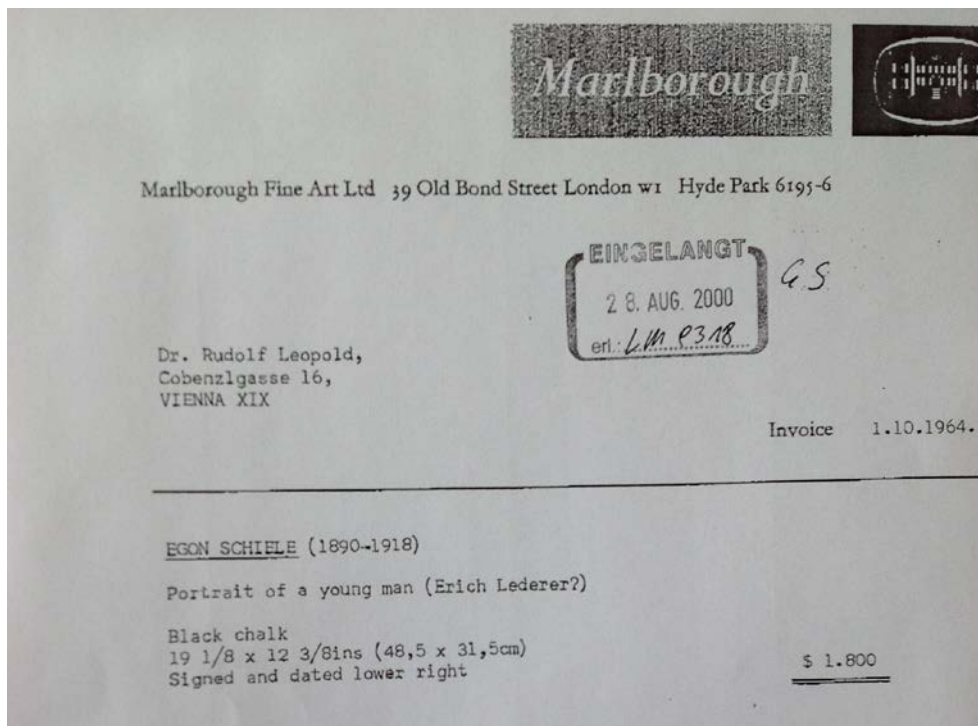 Marlborough
Marlborough Fine Art Ltd 39 Old Bond Street London w1 Hyde Park 6195-6
EINGELANGT
28. AUG. 2000
erl.: LM P318
G.S.
Dr. Rudolf Leopold,
Cobenzlgasse 16,
VIENNA XIX
Invoice 1.10.1964.
EGON SCHIELE (1890-1918)
Portrait of a young man (Erich Lederer?)
Black chalk
19 1/8 x 12 3/8ins (48,5 x 31,5cm)
Signed and dated lower right
$ 1.800